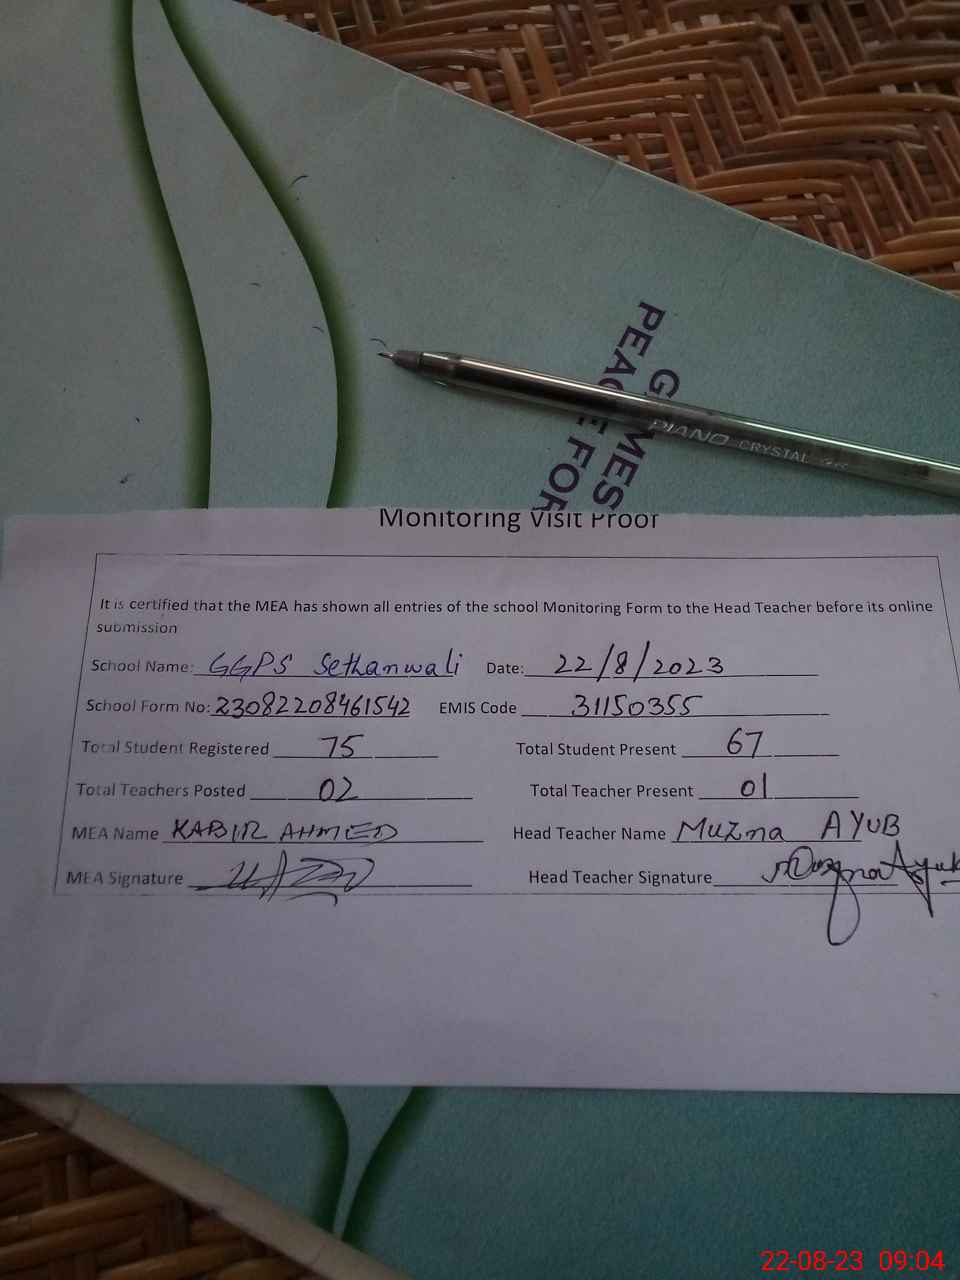 GAMES
PEACE FOR
PIANO CRYSTAL
Monitoring Visit Proof
It is certified that the MEA has shown all entries of the school Monitoring Form to the Head Teacher before its online
submission
School Name: GGPS Sethanwali Date: 22/8/2023
School Form No: 23082208461542 EMIS Code 31150355
Total Student Registered 75 Total Student Present 67
Total Teachers Posted 02 Total Teacher Present 01
MEA Name KABIR AHMED Head Teacher Name Muzna AYUB
MEA Signature Head Teacher Signature Muzna Ayub
22-08-23 09:04